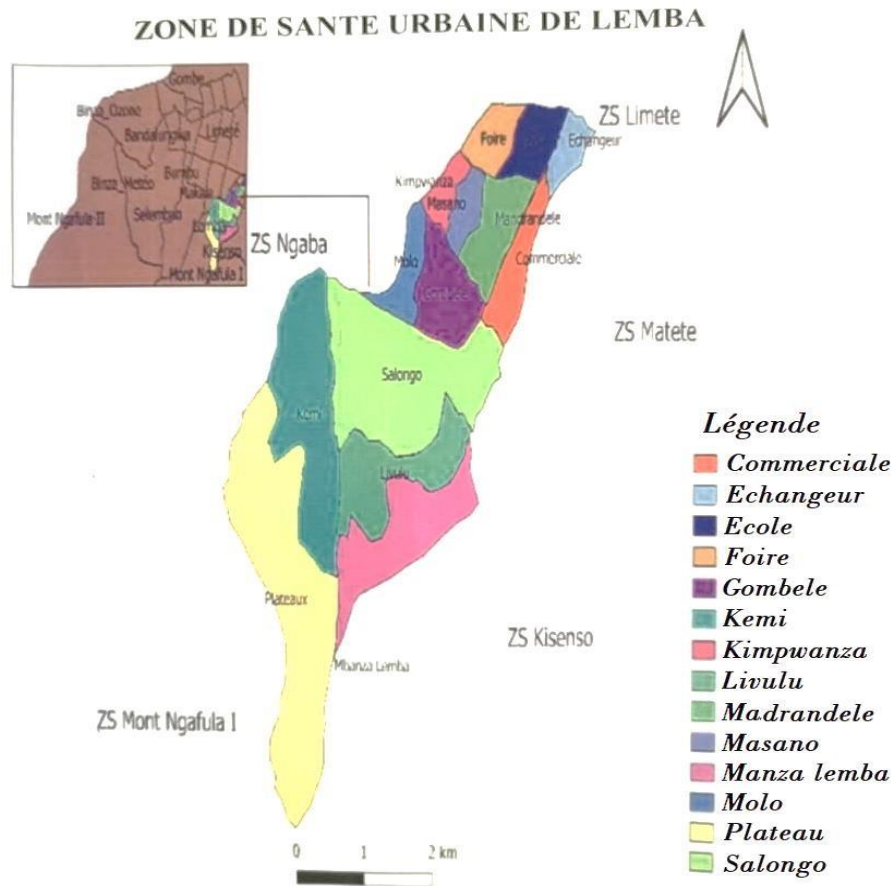 ZONE DE SANTE URBAINE DE LEMBA
Gombe
Binza_Ozone
Bandalungwa
Limete
Bumbu
Binza_Meteo
Makala
Selembao
Mont Ngafula II
Kisenso
Mont Ngafula I
ZS Limete
Foire
Echangeur
Kimpwanza
Masano
Mandrandele
ZS Ngaba
Molo
Commerciale
ZS Matete
Salongo
Kemi
Livulu
Plateaux
ZS Kisenso
Mbanza Lemba
ZS Mont Ngafula I
Légende
Commerciale
Echangeur
Ecole
Foire
Gombele
Kemi
Kimpwanza
Livulu
Madrandele
Masano
Manza lemba
Molo
Plateau
Salongo
0 1 2 km